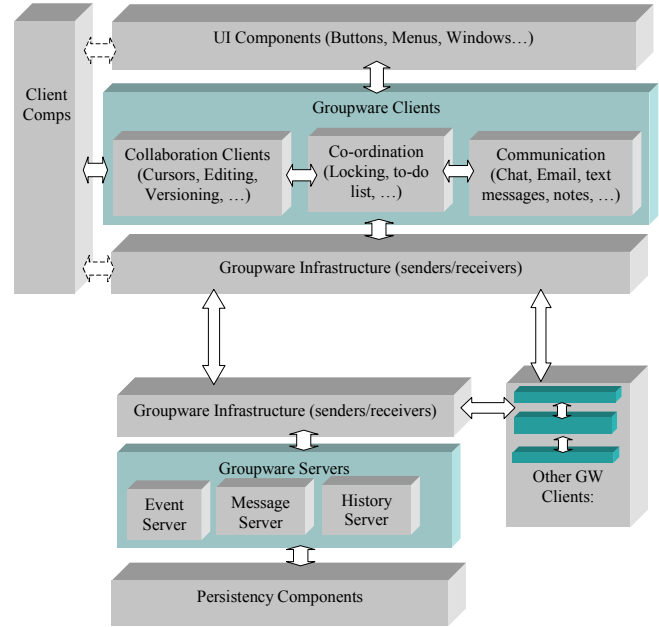 UI Components (Buttons, Menus, Windows…)
Client
Comps
Groupware Clients
Collaboration Clients
(Cursors, Editing,
Versioning, …)
Co-ordination
(Locking, to-do
list, …)
Communication
(Chat, Email, text
messages, notes, …)
Groupware Infrastructure (senders/receivers)
Groupware Infrastructure (senders/receivers)
Groupware Servers
Event
Server
Message
Server
History
Server
Other GW
Clients:
Persistency Components